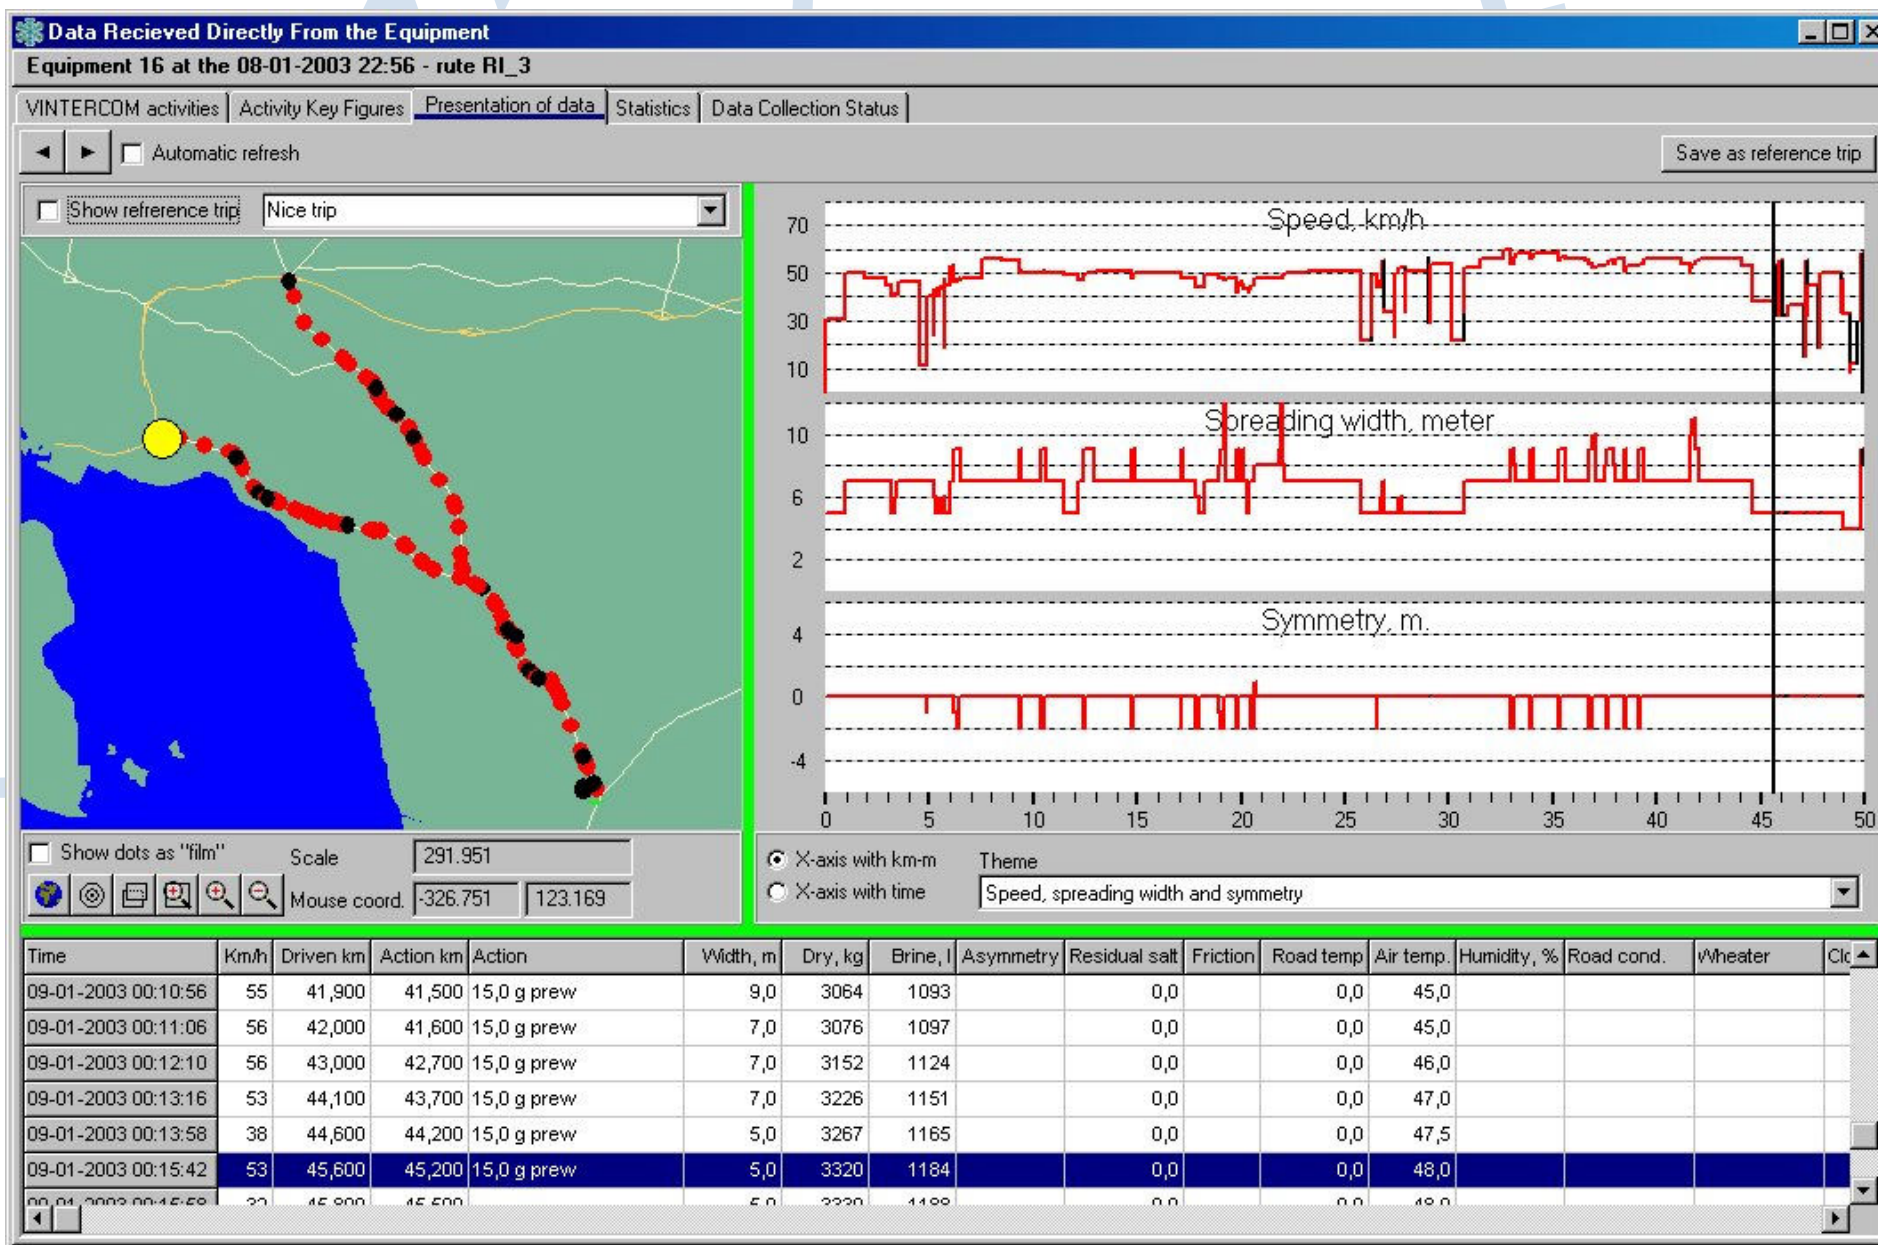 Data Recieved Directly From the Equipment
Equipment 16 at the 08-01-2003 22:56 - rute RI_3
VINTERCOM activities Activity Key Figures Presentation of data Statistics Data Collection Status
Automatic refresh Save as reference trip
Show refrerence trip Nice trip
Speed, km/h
70
50
30
10
Spreading width, meter
10
6
2
Symmetry, m.
4
0
-4
0 5 10 15 20 25 30 35 40 45 50
Show dots as "film" Scale 291.951
Mouse coord. -326.751 123.169
X-axis with km-m Theme
X-axis with time Speed, spreading width and symmetry
Time Km/h Driven km Action km Action Width, m Dry, kg Brine, l Asymmetry Residual salt Friction Road temp Air temp. Humidity, % Road cond. Wheater
09-01-2003 00:10:56 55 41,900 41,500 15,0 g prew 9,0 3064 1093 0,0 0,0 45,0
09-01-2003 00:11:06 56 42,000 41,600 15,0 g prew 7,0 3076 1097 0,0 0,0 45,0
09-01-2003 00:12:10 56 43,000 42,700 15,0 g prew 7,0 3152 1124 0,0 0,0 46,0
09-01-2003 00:13:16 53 44,100 43,700 15,0 g prew 7,0 3226 1151 0,0 0,0 47,0
09-01-2003 00:13:58 38 44,600 44,200 15,0 g prew 5,0 3267 1165 0,0 0,0 47,5
09-01-2003 00:15:42 53 45,600 45,200 15,0 g prew 5,0 3320 1184 0,0 0,0 48,0